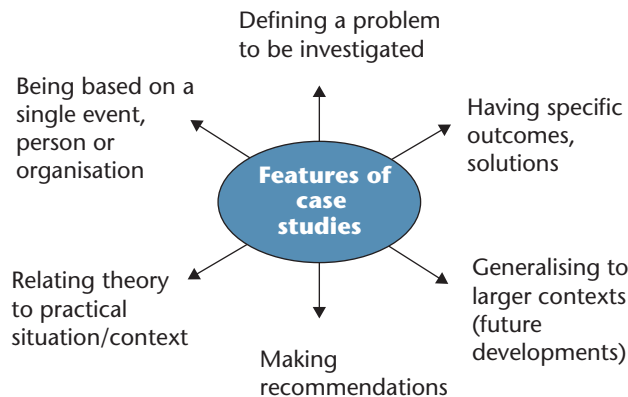 Defining a problem
to be investigated
Being based on a
single event,
person or
organisation
Having specific
outcomes,
solutions
Features of
case
studies
Relating theory
to practical
situation/context
Generalising to
larger contexts
(future
developments)
Making
recommendations